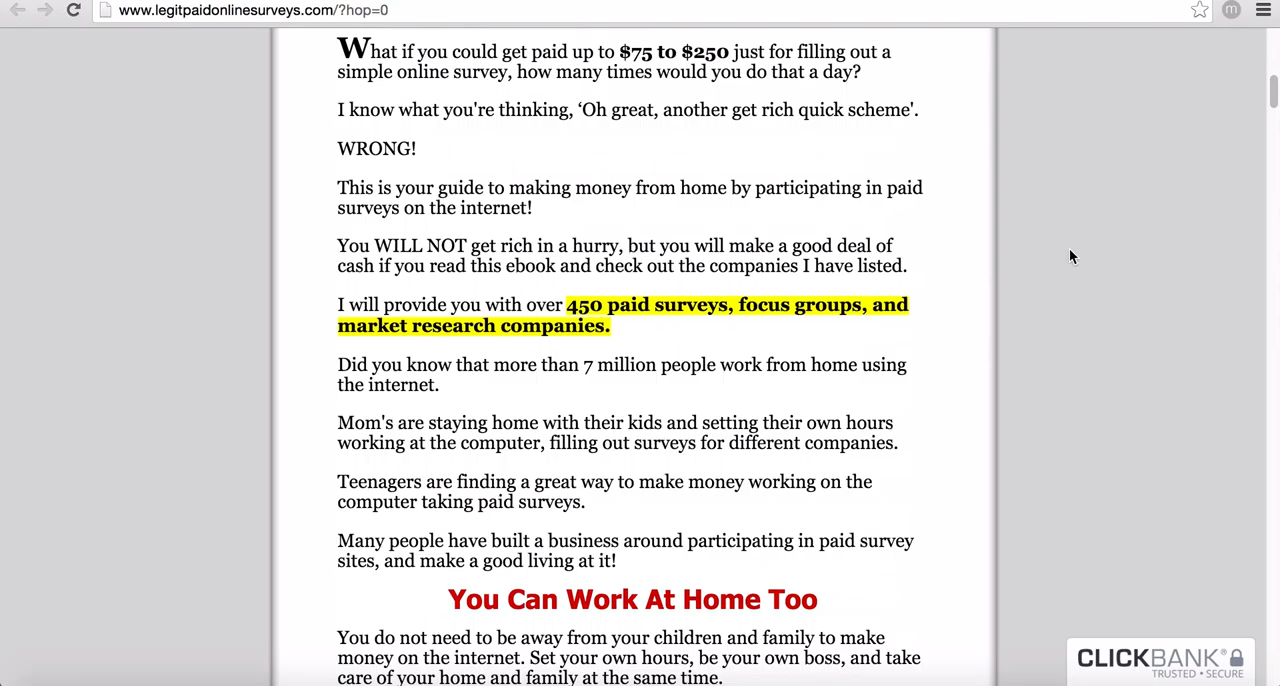 www.legitpaidonlinesurveys.com/?hop=0
m
What if you could get paid up to $75 to $250 just for filling out a
simple online survey, how many times would you do that a day?
I know what you're thinking, ‘Oh great, another get rich quick scheme'.
WRONG!
This is your guide to making money from home by participating in paid
surveys on the internet!
You WILL NOT get rich in a hurry, but you will make a good deal of
cash if you read this ebook and check out the companies I have listed.
I will provide you with over 450 paid surveys, focus groups, and
market research companies.
Did you know that more than 7 million people work from home using
the internet.
Mom's are staying home with their kids and setting their own hours
working at the computer, filling out surveys for different companies.
Teenagers are finding a great way to make money working on the
computer taking paid surveys.
Many people have built a business around participating in paid survey
sites, and make a good living at it!
You Can Work At Home Too
You do not need to be away from your children and family to make
money on the internet. Set your own hours, be your own boss, and take
care of your home and family at the same time.
CLICKBANK®
TRUSTED • SECURE